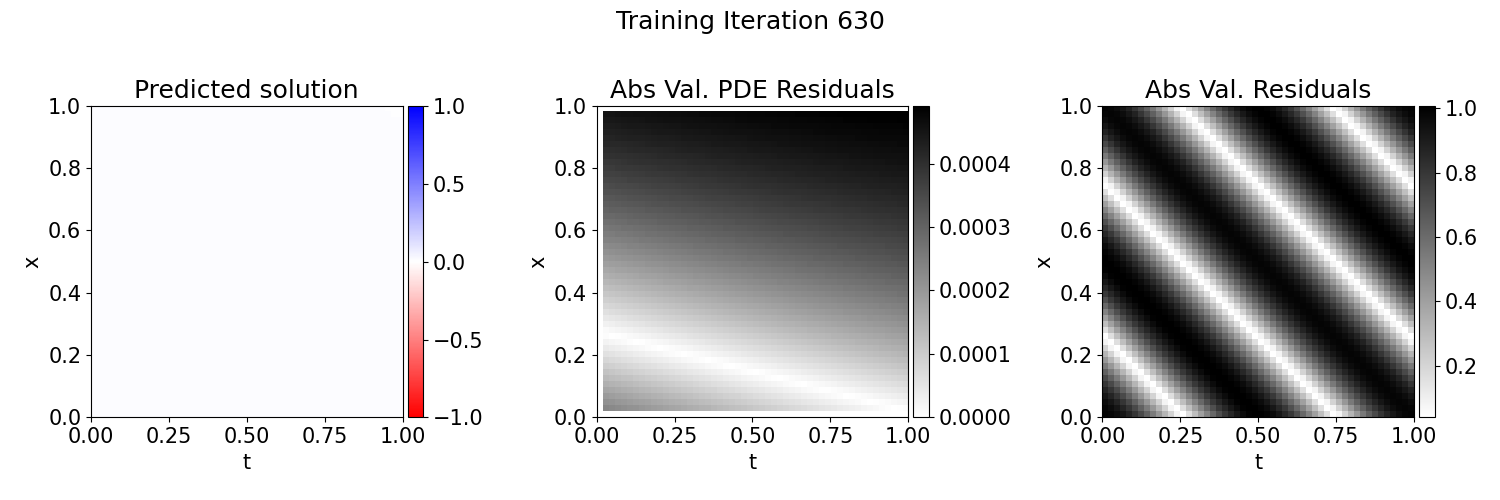 Training Iteration 630
Predicted solution
1.0
0.8
0.6
0.4
0.2
0.0
x
0.00 0.25 0.50 0.75 1.00
t
1.0
0.5
0.0
−0.5
−1.0
Abs Val. PDE Residuals
1.0
0.8
0.6
0.4
0.2
0.0
x
0.00 0.25 0.50 0.75 1.00
t
0.0004
0.0003
0.0002
0.0001
0.0000
Abs Val. Residuals
1.0
0.8
0.6
0.4
0.2
0.0
x
0.00 0.25 0.50 0.75 1.00
t
1.0
0.8
0.6
0.4
0.2